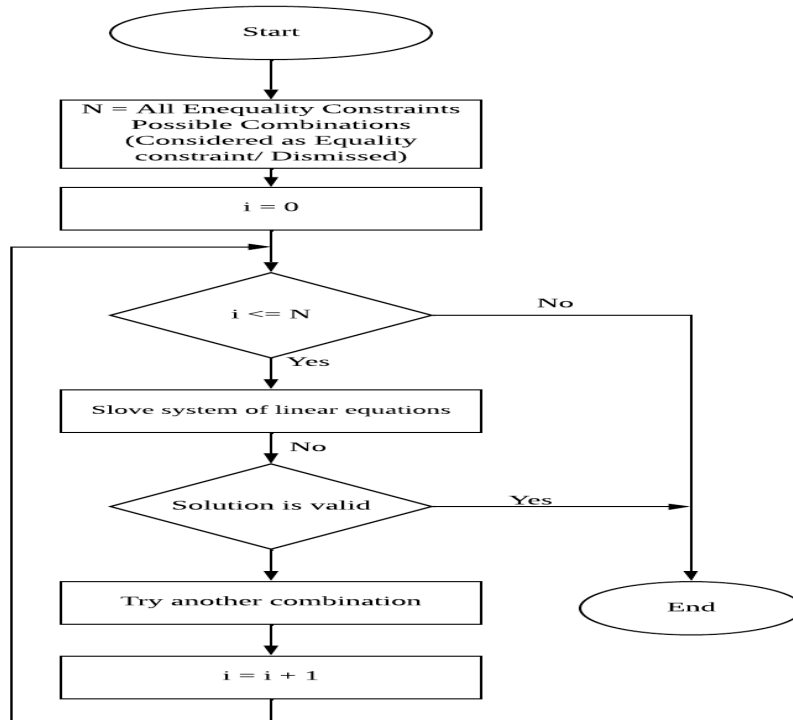 Start
N = All Enequality Constraints
Possible Combinations
(Considered as Equality
constraint/ Dismissed)
i = 0
i <= N
No
Yes
Slove system of linear equations
No
Solution is valid
Yes
Try another combination
End
i = i + 1